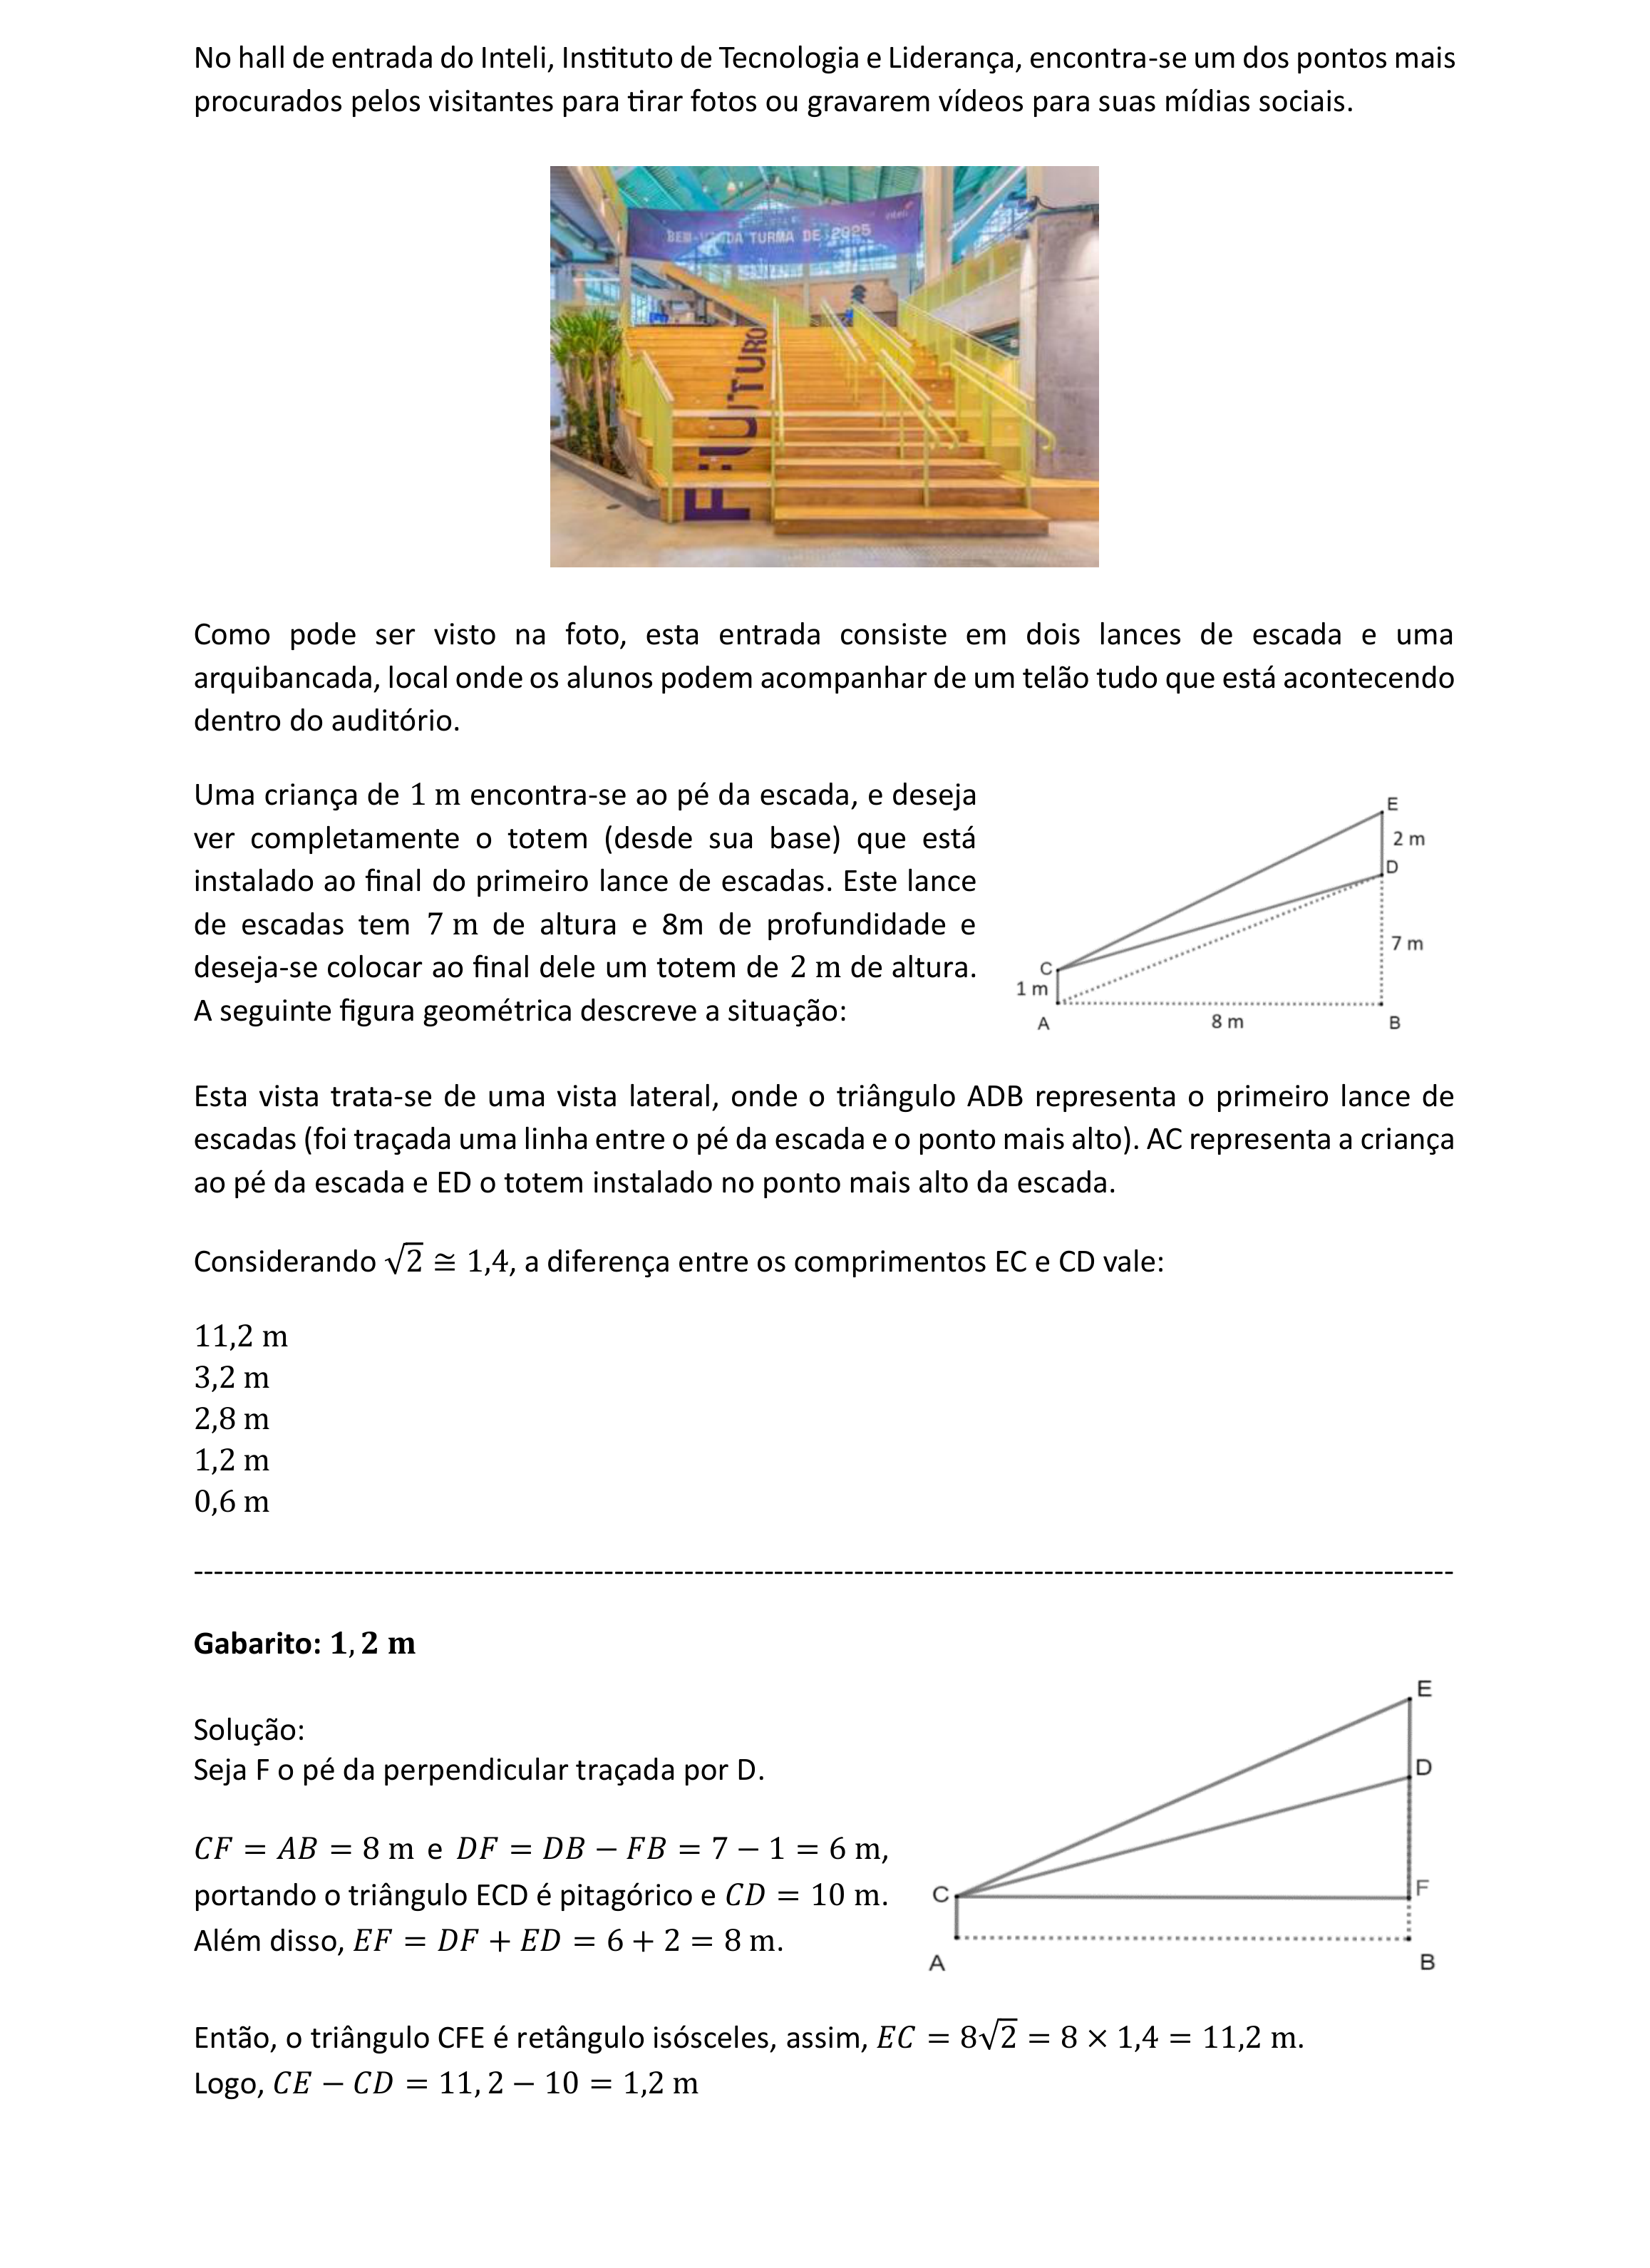 No hall de entrada do Inteli, Instituto de Tecnologia e Liderança, encontra-se um dos pontos mais
procurados pelos visitantes para tirar fotos ou gravarem vídeos para suas mídias sociais.
inteli
BEM-VINDA TURMA DE 2025
FUTURO
Como pode ser visto na foto, esta entrada consiste em dois lances de escada e uma
arquibancada, local onde os alunos podem acompanhar de um telão tudo que está acontecendo
dentro do auditório.
Uma criança de 1 m encontra-se ao pé da escada, e deseja
ver completamente o totem (desde sua base) que está
instalado ao final do primeiro lance de escadas. Este lance
de escadas tem 7 m de altura e 8m de profundidade e
deseja-se colocar ao final dele um totem de 2 m de altura.
A seguinte figura geométrica descreve a situação:
E
2 m
D
7 m
C
1 m
A
8 m
B
Esta vista trata-se de uma vista lateral, onde o triângulo ADB representa o primeiro lance de
escadas (foi traçada uma linha entre o pé da escada e o ponto mais alto). AC representa a criança
ao pé da escada e ED o totem instalado no ponto mais alto da escada.
Considerando √2 ≅ 1,4, a diferença entre os comprimentos EC e CD vale:
11,2 m
3,2 m
2,8 m
1,2 m
0,6 m
------------------------------------------------------------------------------------------------------------------------------
Gabarito: 1, 2 m
Solução:
Seja F o pé da perpendicular traçada por D.
CF = AB = 8 m e DF = DB − FB = 7 − 1 = 6 m,
portando o triângulo ECD é pitagórico e CD = 10 m.
Além disso, EF = DF + ED = 6 + 2 = 8 m.
E
D
C
F
A
B
Então, o triângulo CFE é retângulo isósceles, assim, EC = 8√2 = 8 × 1,4 = 11,2 m.
Logo, CE − CD = 11, 2 − 10 = 1,2 m